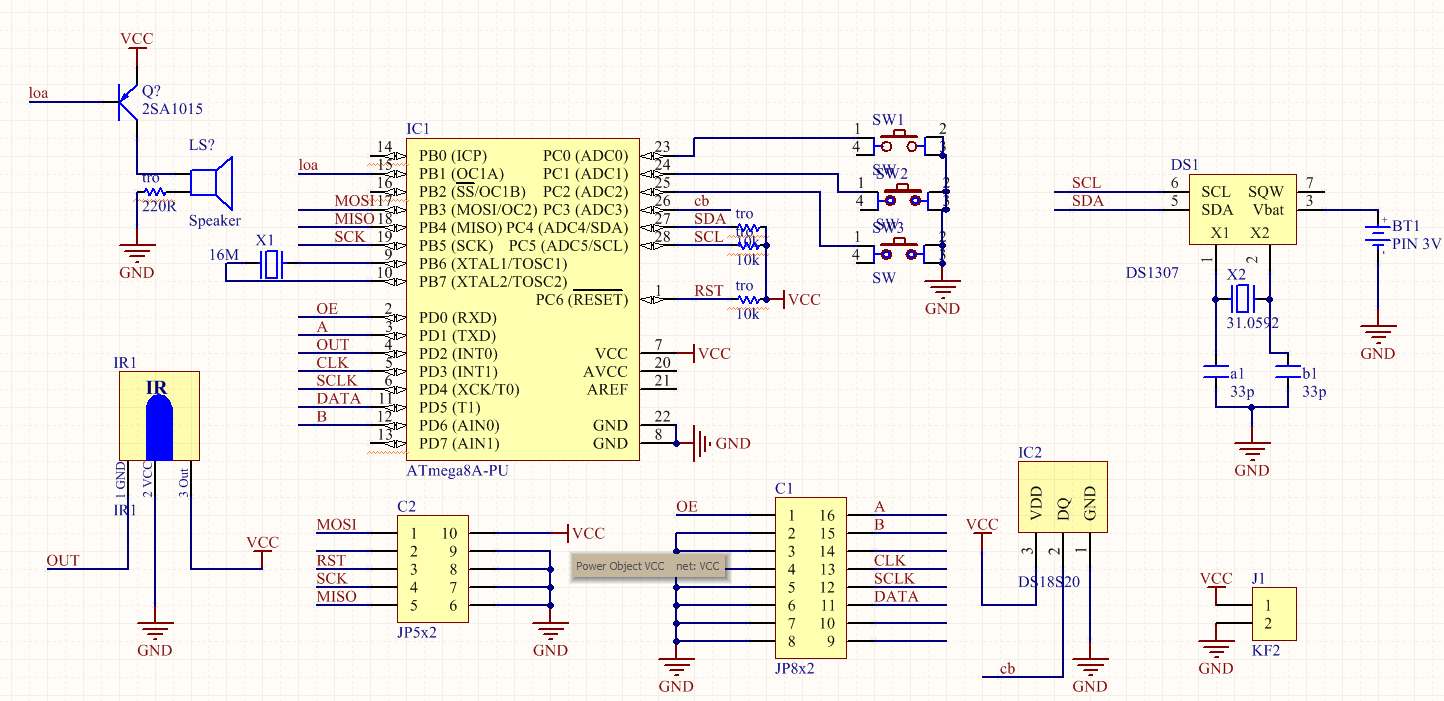 VCC
loa
Q?
2SA1015
LS?
tro
220R
Speaker
GND
IC1
loa
MOSI
MISO
SCK
16M
X1
OE
A
OUT
CLK
SCLK
DATA
B
14
15
16
17
18
19
9
10
2
3
4
5
6
11
12
13
PB0 (ICP)
PB1 (OC1A)
PB2 (SS/OC1B)
PB3 (MOSI/OC2)
PB4 (MISO)
PB5 (SCK)
PB6 (XTAL1/TOSC1)
PB7 (XTAL2/TOSC2)
PD0 (RXD)
PD1 (TXD)
PD2 (INT0)
PD3 (INT1)
PD4 (XCK/T0)
PD5 (T1)
PD6 (AIN0)
PD7 (AIN1)
PC0 (ADC0)
PC1 (ADC1)
PC2 (ADC2)
PC3 (ADC3)
PC4 (ADC4/SDA)
PC5 (ADC5/SCL)
PC6 (RESET)
VCC
AVCC
AREF
GND
GND
23
24
25
26
27
28
1
7
20
21
22
8
ATmega8A-PU
cb
SDA
SCL
RST
tro
tro
10k
tro
10k
VCC
VCC
GND
SW1
1
4
2
3
SW2
1
4
2
3
SW3
1
4
2
3
SW
GND
DS1
SCL
SDA
6
5
SCL
SDA
X1
X2
SQW
Vbat
7
3
1
2
DS1307
X2
31.0592
a1
33p
b1
33p
GND
BT1
PIN 3V
GND
IR1
IR
1 GND
2 VCC
3 Out
IR1
OUT
VCC
GND
C2
MOSI
RST
SCK
MISO
1 10
2 9
3 8
4 7
5 6
JP5x2
VCC
GND
Power Object VCC net: VCC
C1
OE
1 16
2 15
3 14
4 13
5 12
6 11
7 10
8 9
A
B
CLK
SCLK
DATA
JP8x2
GND
IC2
VDD
DQ
GND
3
2
1
DS18S20
VCC
cb
GND
VCC
J1
1
2
KF2
GND